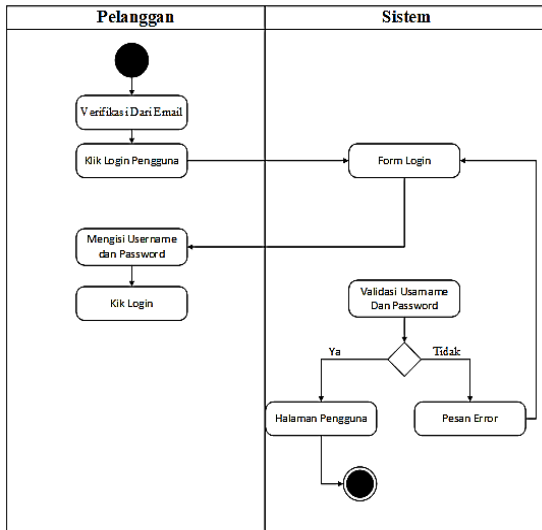 Pelanggan
Sistem
Verifikasi Dari Email
Klik Login Pengguna
Form Login
Mengisi Username
dan Password
Kik Login
Validasi Usarname
Dan Password
Ya
Tidak
Halaman Pengguna
Pesan Error